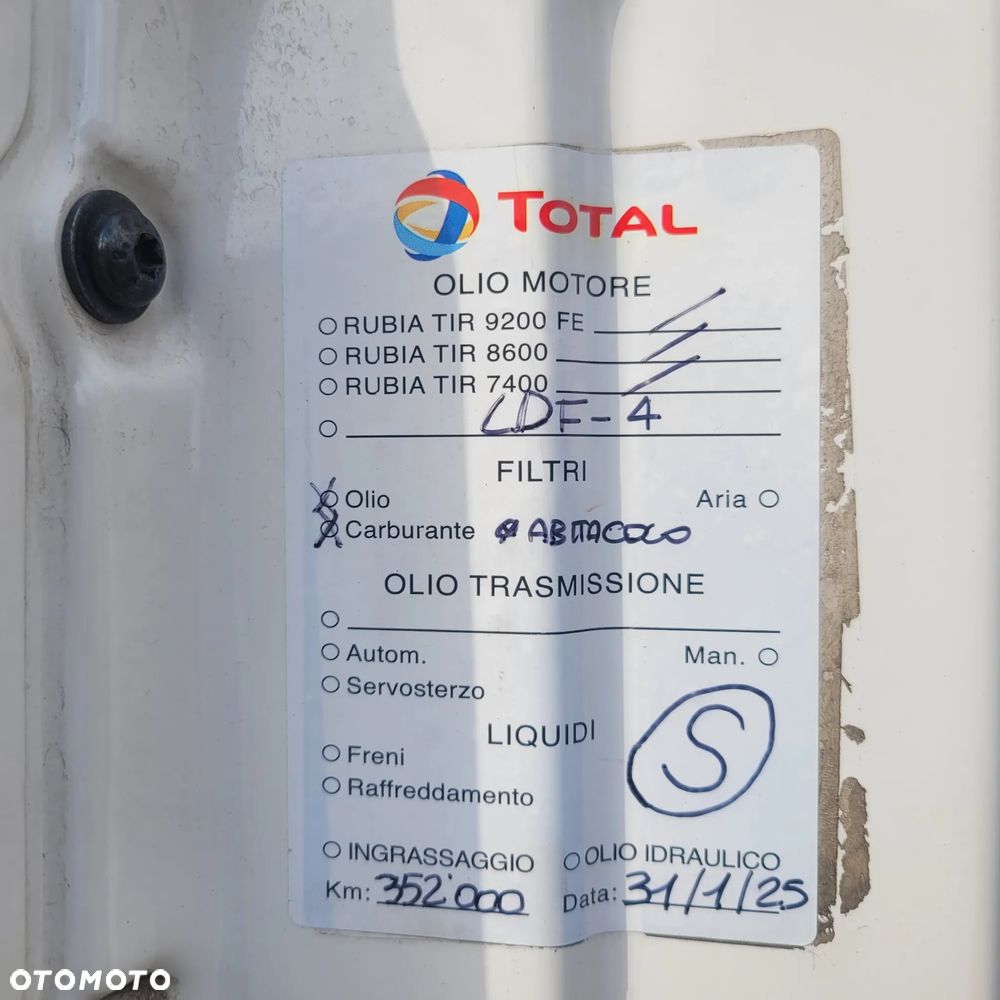 TOTAL
OLIO MOTORE
RUBIA TIR 9200 FE
RUBIA TIR 8600
RUBIA TIR 7400
LDF-4
FILTRI
Olio Aria
Carburante ABITACOLO
OLIO TRASMISSIONE
Autom. Man.
Servosterzo
LIQUIDI
S
Freni
Raffreddamento
INGRASSAGGIO OLIO IDRAULICO
Km: 352'000 Data: 31/1/25
OTOMOTO